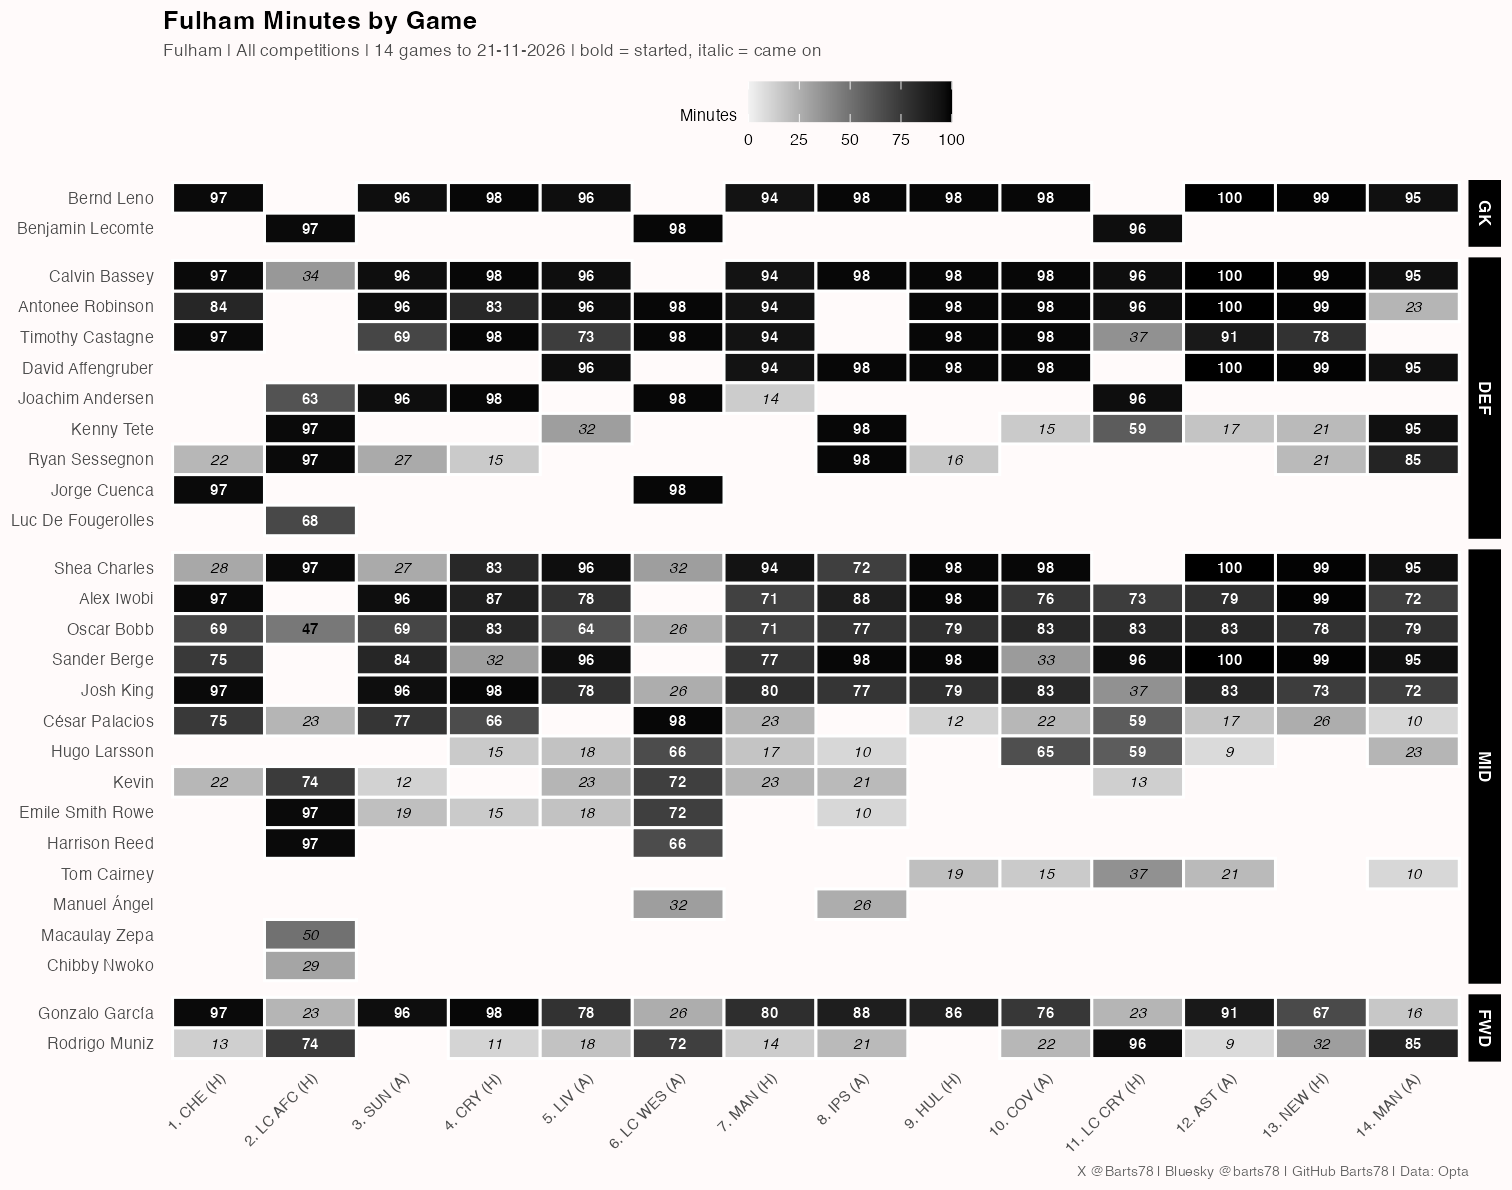 Fulham Minutes by Game
Fulham | All competitions | 14 games to 21-11-2026 | bold = started, italic = came on
Minutes
0 25 50 75 100
Bernd Leno 97 96 98 96 94 98 98 98 100 99 95
Benjamin Lecomte 97 98 96
GK
Calvin Bassey 97 34 96 98 96 94 98 98 98 96 100 99 95
Antonee Robinson 84 96 83 96 98 94 98 98 96 100 99 23
Timothy Castagne 97 69 98 73 98 94 98 98 37 91 78
David Affengruber 96 94 98 98 98 100 99 95
Joachim Andersen 63 96 98 98 14 96
Kenny Tete 97 32 98 15 59 17 21 95
Ryan Sessegnon 22 97 27 15 98 16 21 85
Jorge Cuenca 97 98
Luc De Fougerolles 68
DEF
Shea Charles 28 97 27 83 96 32 94 72 98 98 100 99 95
Alex Iwobi 97 96 87 78 71 88 98 76 73 79 99 72
Oscar Bobb 69 47 69 83 64 26 71 77 79 83 83 83 78 79
Sander Berge 75 84 32 96 77 98 98 33 96 100 99 95
Josh King 97 96 98 78 26 80 77 79 83 37 83 73 72
César Palacios 75 23 77 66 98 23 12 22 59 17 26 10
Hugo Larsson 15 18 66 17 10 65 59 9 23
Kevin 22 74 12 23 72 23 21 13
Emile Smith Rowe 97 19 15 18 72 10
Harrison Reed 97 66
Tom Cairney 19 15 37 21 10
Manuel Ángel 32 26
Macaulay Zepa 50
Chibby Nwoko 29
MID
Gonzalo García 97 23 96 98 78 26 80 88 86 76 23 91 67 16
Rodrigo Muniz 13 74 11 18 72 14 21 22 96 9 32 85
FWD
1. CHE (H)
2. LC AFC (H)
3. SUN (A)
4. CRY (H)
5. LIV (A)
6. LC WES (A)
7. MAN (H)
8. IPS (A)
9. HUL (H)
10. COV (A)
11. LC CRY (H)
12. AST (A)
13. NEW (H)
14. MAN (A)
X @Barts78 | Bluesky @barts78 | GitHub Barts78 | Data: Opta